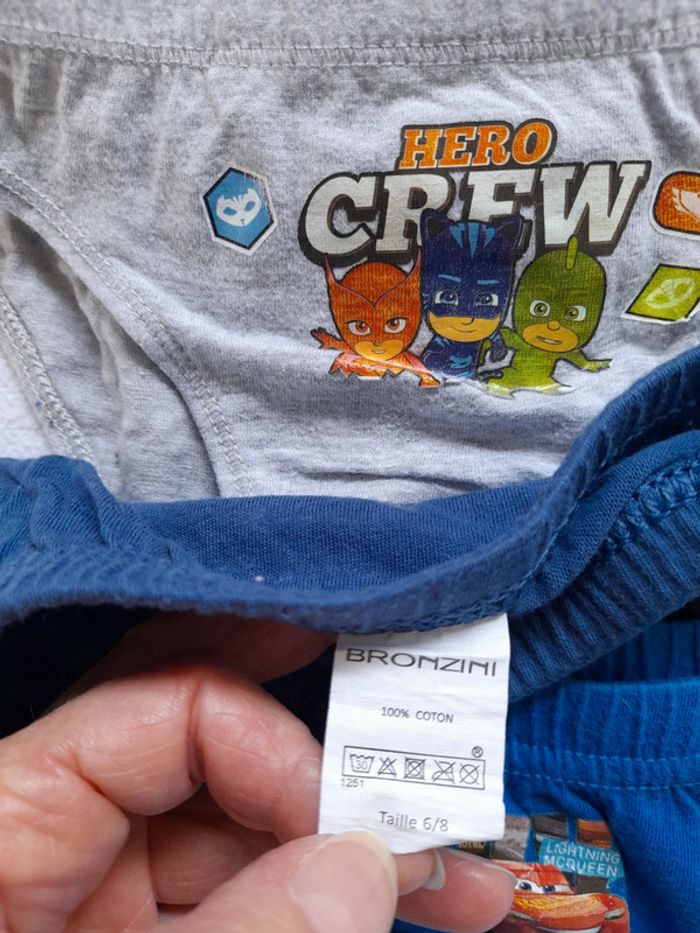 HERO
CREW
BRONZINI
100% COTON
30
®
1251
Taille 6/8
LIGHTNING
MCQUEEN